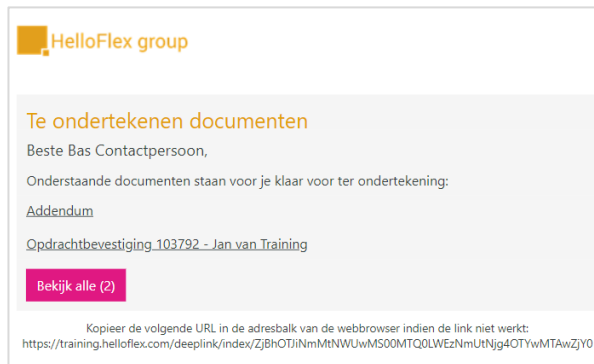 HelloFlex group
Te ondertekenen documenten
Beste Bas Contactpersoon,
Onderstaande documenten staan voor je klaar voor ter ondertekening:
Addendum
Opdrachtbevestiging 103792 - Jan van Training
Bekijk alle (2)
Kopieer de volgende URL in de adresbalk van de webbrowser indien de link niet werkt:
https://training.helloflex.com/deeplink/index/ZjBhOTJiNmMtNWUwMS00MTQ0LWEzNmUtNjg4OTYwMTAwZjY0